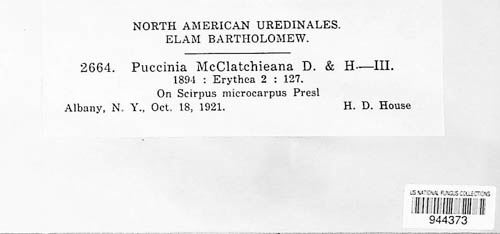 NORTH AMERICAN UREDINALES.
ELAM BARTHOLOMEW.
2664. Puccinia McClatchieana D. & H—III.
1894 : Erythea 2 : 127.
On Scirpus microcarpus Presl
Albany, N. Y., Oct. 18, 1921. H. D. House
US NATIONAL FUNGUS COLLECTIONS
944373